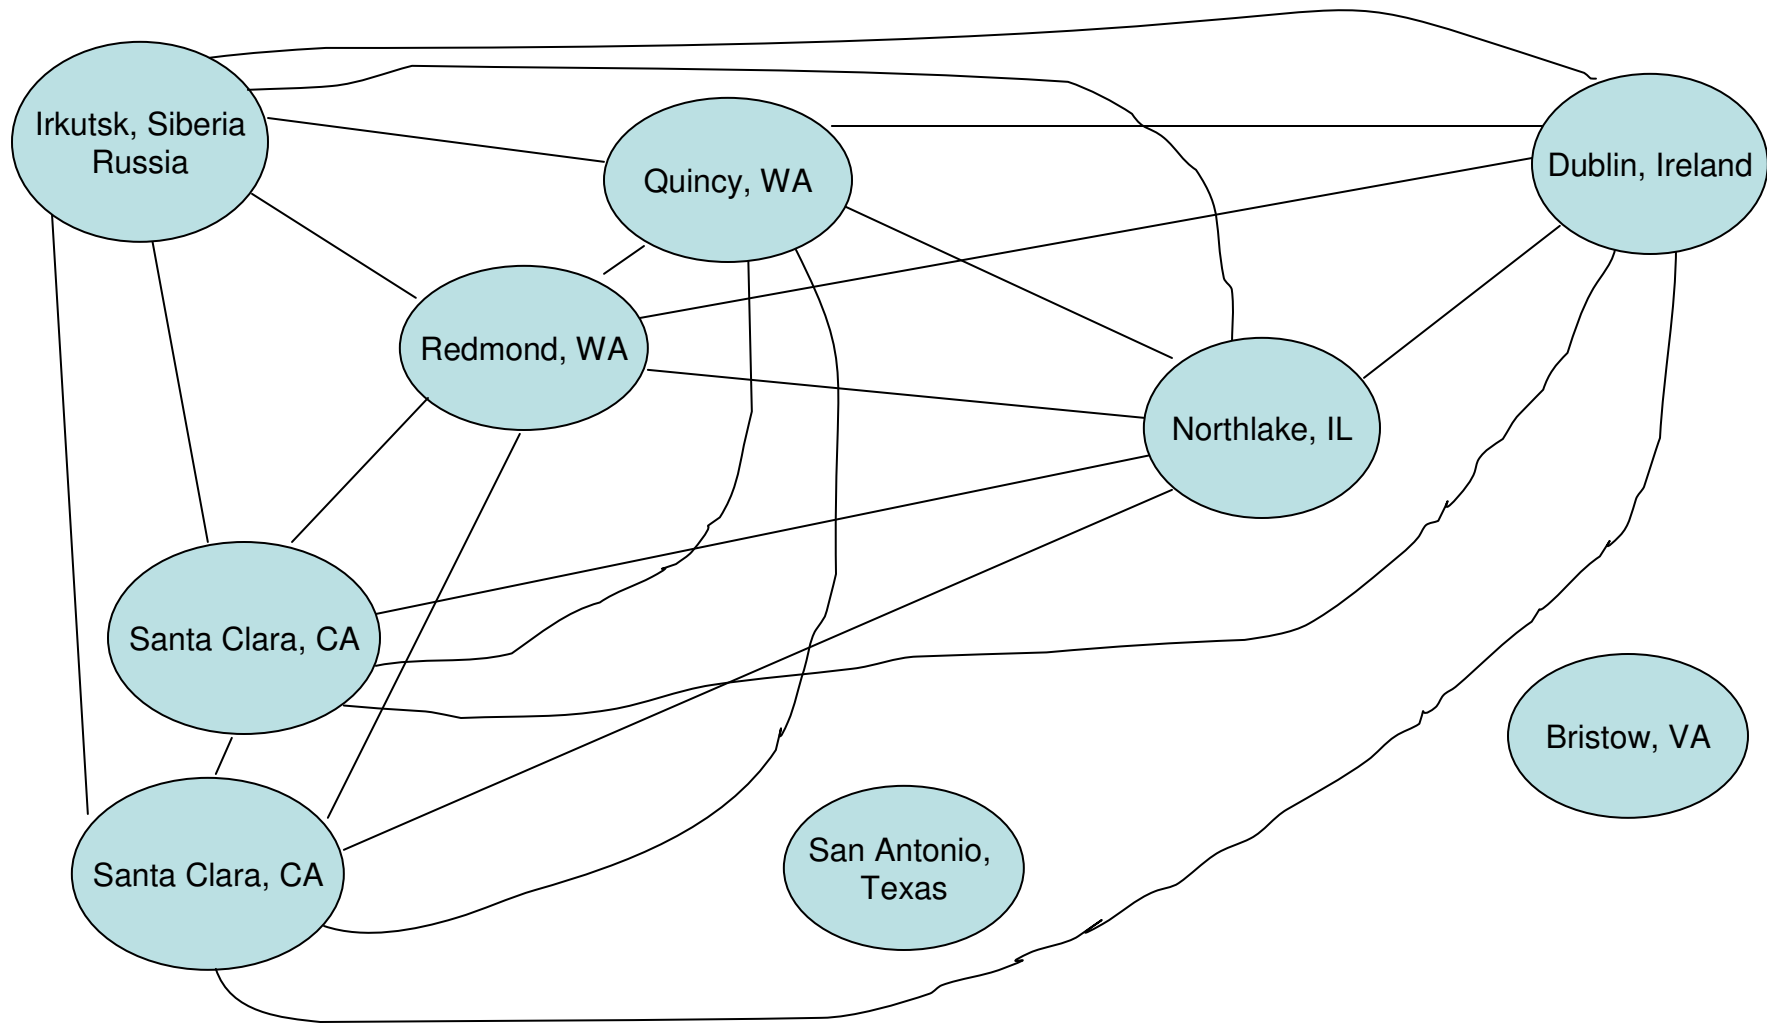 Irkutsk, Siberia
Russia
Quincy, WA
Dublin, Ireland
Redmond, WA
Northlake, IL
Santa Clara, CA
Bristow, VA
San Antonio,
Texas
Santa Clara, CA